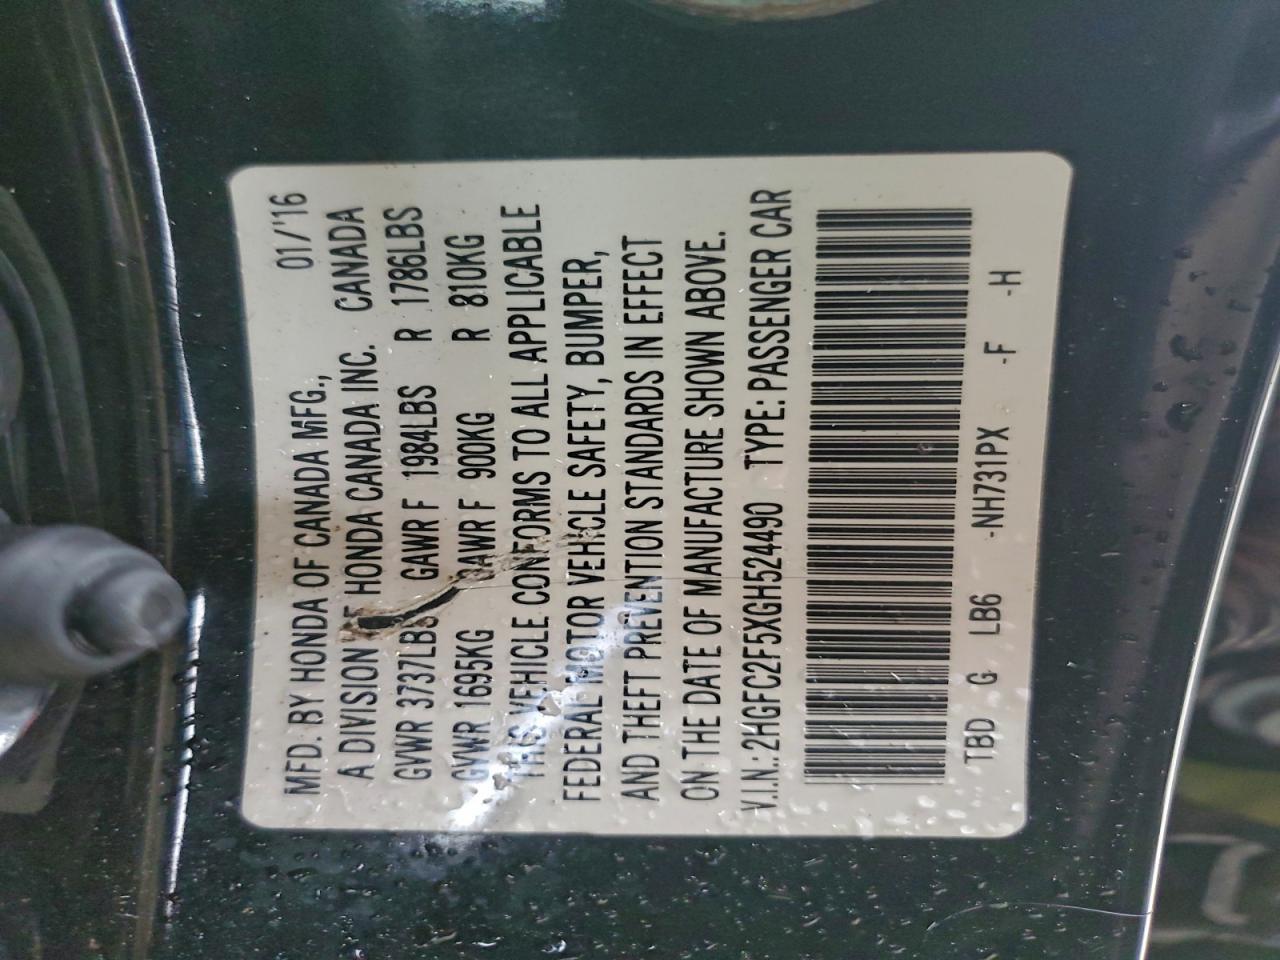 MFD. BY HONDA OF CANADA MFG., 01/'16
A DIVISION OF HONDA CANADA INC. CANADA
GVWR 3737LBS GAWR F 1984LBS R 1786LBS
GVWR 1695KG GAWR F 900KG R 810KG
THIS VEHICLE CONFORMS TO ALL APPLICABLE
FEDERAL MOTOR VEHICLE SAFETY, BUMPER,
AND THEFT PREVENTION STANDARDS IN EFFECT
ON THE DATE OF MANUFACTURE SHOWN ABOVE.
V.I.N.: 2HGFC2F5XGH524490 TYPE: PASSENGER CAR
TBD G LB6 -NH731PX -F -H